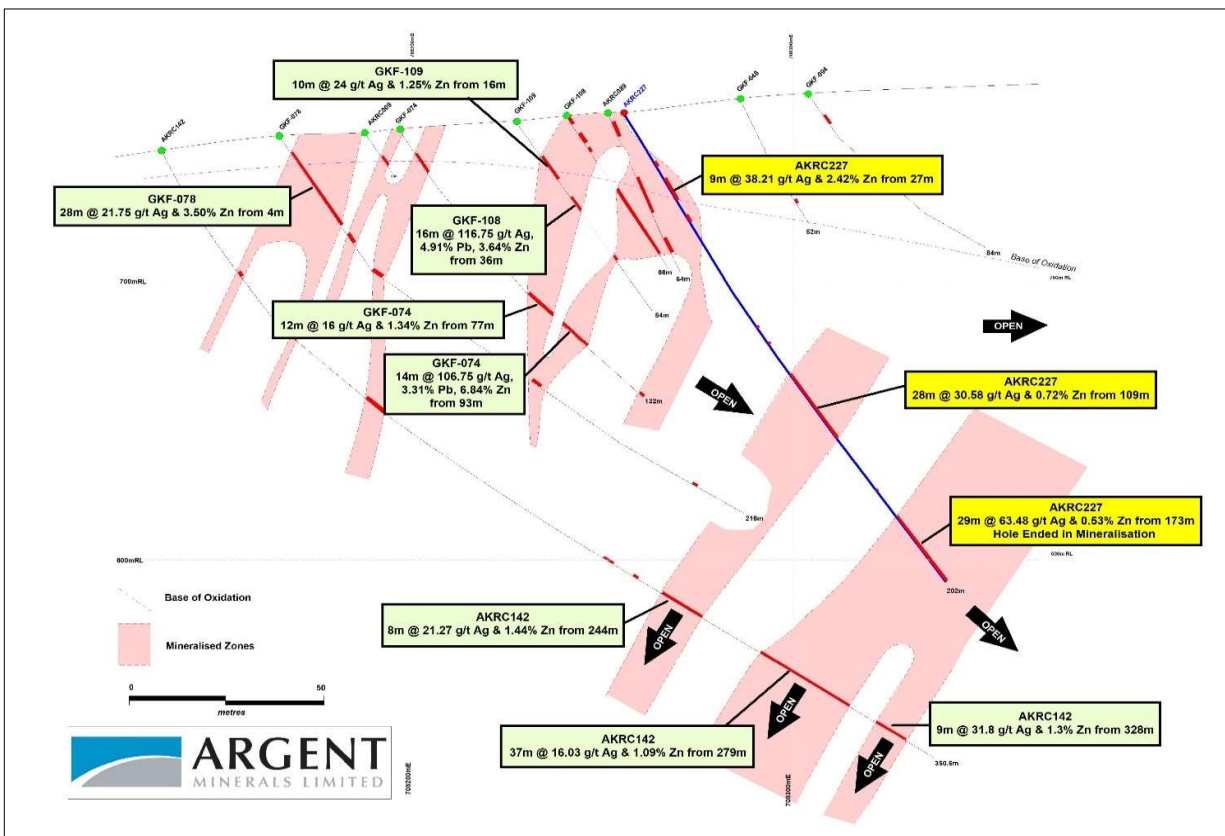 GKF-109
10m @ 24 g/t Ag & 1.25% Zn from 16m
AKRC142
GKF-078
AKRC009
GKF-074
GKF-109
GKF-108
AKRC089
AKRC227
GKF-048
GKF-094
AKRC227
9m @ 38.21 g/t Ag & 2.42% Zn from 27m
GKF-078
28m @ 21.75 g/t Ag & 3.50% Zn from 4m
GKF-108
16m @ 116.75 g/t Ag,
4.91% Pb, 3.64% Zn
from 36m
52m
84m
Base of Oxidation
700mRL
700mRL
54m
84m
GKF-074
12m @ 16 g/t Ag & 1.34% Zn from 77m
OPEN
GKF-074
14m @ 106.75 g/t Ag,
3.31% Pb, 6.84% Zn
from 93m
132m
OPEN
AKRC227
28m @ 30.58 g/t Ag & 0.72% Zn from 109m
216m
AKRC227
29m @ 63.48 g/t Ag & 0.53% Zn from 173m
Hole Ended in Mineralisation
600mRL
600m RL
202m
Base of Oxidation
Mineralised Zones
AKRC142
8m @ 21.27 g/t Ag & 1.44% Zn from 244m
OPEN
OPEN
0
50
metres
OPEN
AKRC142
37m @ 16.03 g/t Ag & 1.09% Zn from 279m
AKRC142
9m @ 31.8 g/t Ag & 1.3% Zn from 328m
OPEN
350.5m
ARGENT
MINERALS LIMITED